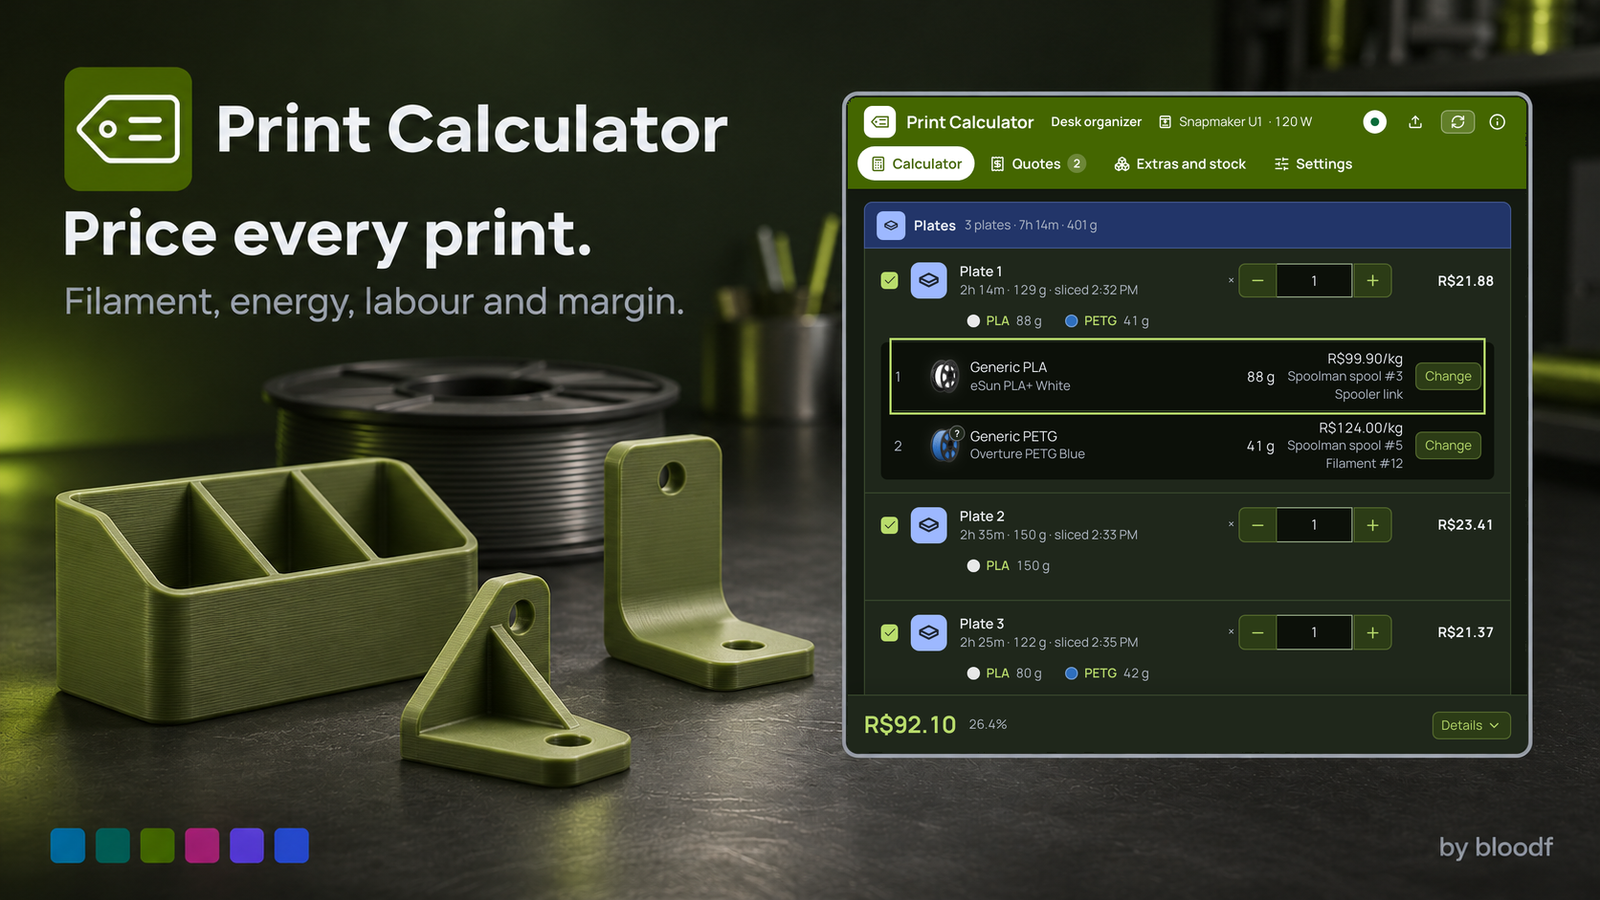 Print Calculator
Price every print.
Filament, energy, labour and margin.
Print Calculator Desk organizer Snapmaker U1 · 120 W
Calculator Quotes 2 Extras and stock Settings
Plates 3 plates · 7h 14m · 401 g
Plate 1
2h 14m · 129 g · sliced 2:32 PM
× − 1 + R$21.88
PLA 88 g PETG 41 g
1 Generic PLA
eSun PLA+ White
88 g
R$99.90/kg
Spoolman spool #3
Spooler link
Change
2 ? Generic PETG
Overture PETG Blue
41 g
R$124.00/kg
Spoolman spool #5
Filament #12
Change
Plate 2
2h 35m · 150 g · sliced 2:33 PM
× − 1 + R$23.41
PLA 150 g
Plate 3
2h 25m · 122 g · sliced 2:35 PM
× − 1 + R$21.37
PLA 80 g PETG 42 g
R$92.10 26.4% Details
by bloodf